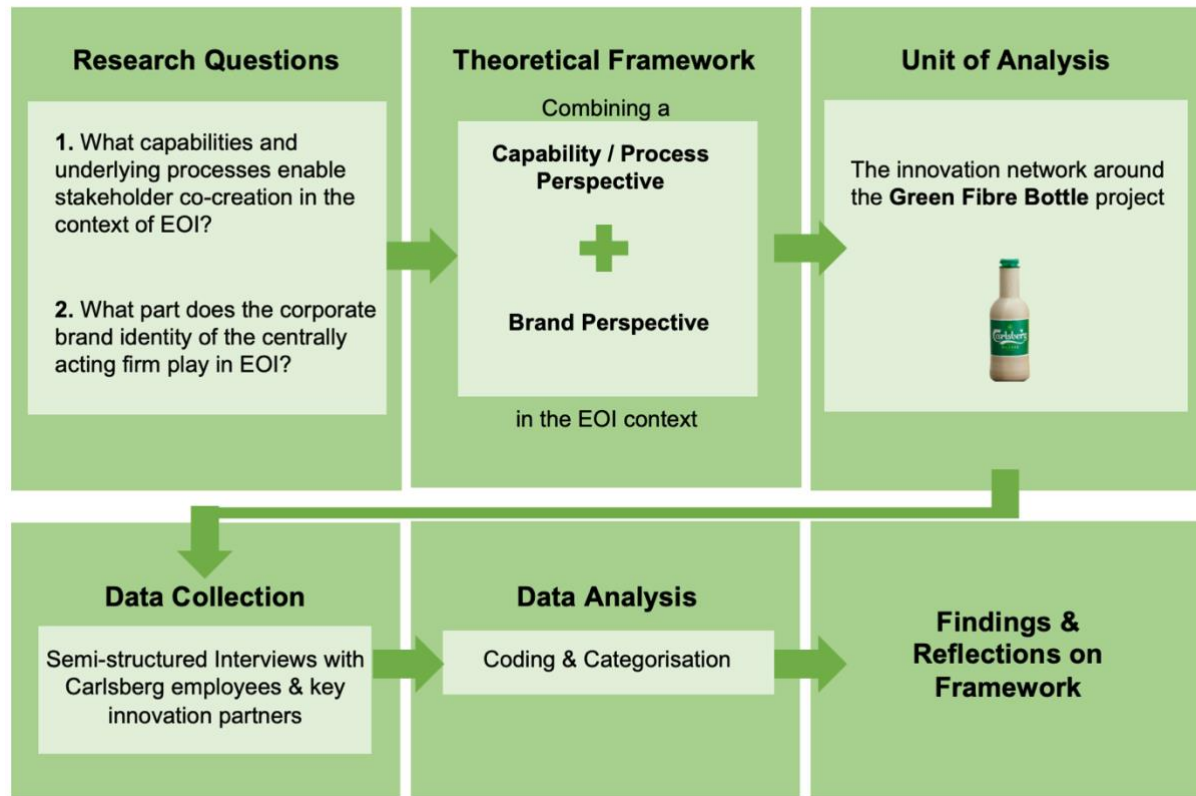 Research Questions
1. What capabilities and
underlying processes enable
stakeholder co-creation in the
context of EOI?
2. What part does the corporate
brand identity of the centrally
acting firm play in EOI?
Theoretical Framework
Combining a
Capability / Process
Perspective
Brand Perspective
in the EOI context
Unit of Analysis
The innovation network around
the Green Fibre Bottle project
Carlsberg
Data Collection
Semi-structured Interviews with
Carlsberg employees & key
innovation partners
Data Analysis
Coding & Categorisation
Findings &
Reflections on
Framework